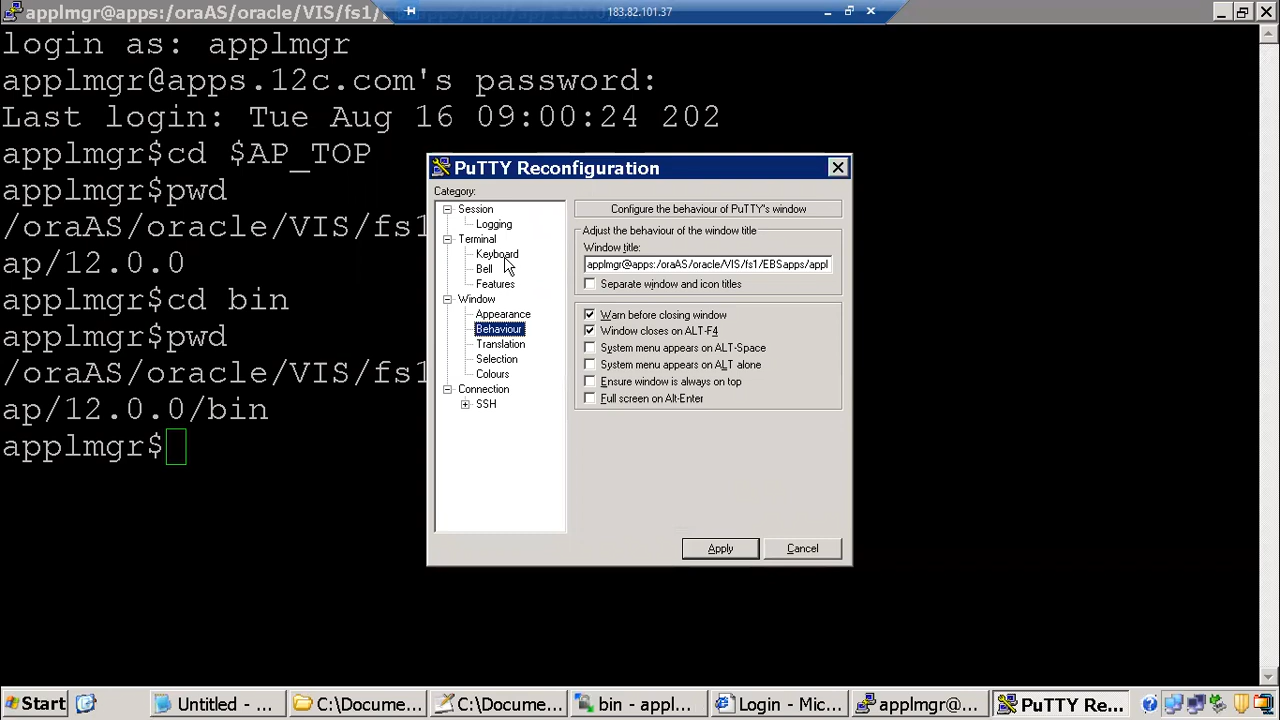 applmgr@apps:/oraAS/oracle/VIS/fs1/
183.82.101.37
login as: applmgr
applmgr@apps.12c.com's password:
Last login: Tue Aug 16 09:00:24 202
applmgr$cd $AP_TOP
applmgr$pwd
/oraAS/oracle/VIS/fs1
ap/12.0.0
applmgr$cd bin
applmgr$pwd
/oraAS/oracle/VIS/fs1
ap/12.0.0/bin
applmgr$
PuTTY Reconfiguration
Category:
Session
Logging
Terminal
Keyboard
Bell
Features
Window
Appearance
Behaviour
Translation
Selection
Colours
Connection
SSH
Configure the behaviour of PuTTY's window
Adjust the behaviour of the window title
Window title:
applmgr@apps:/oraAS/oracle/VIS/fs1/EBSapps/appl
Separate window and icon titles
Warn before closing window
Window closes on ALT-F4
System menu appears on ALT-Space
System menu appears on ALT alone
Ensure window is always on top
Full screen on Alt-Enter
Apply
Cancel
Start
Untitled - ...
C:\Docume...
C:\Docume...
bin - appl...
Login - Mic...
applmgr@...
PuTTY Re...